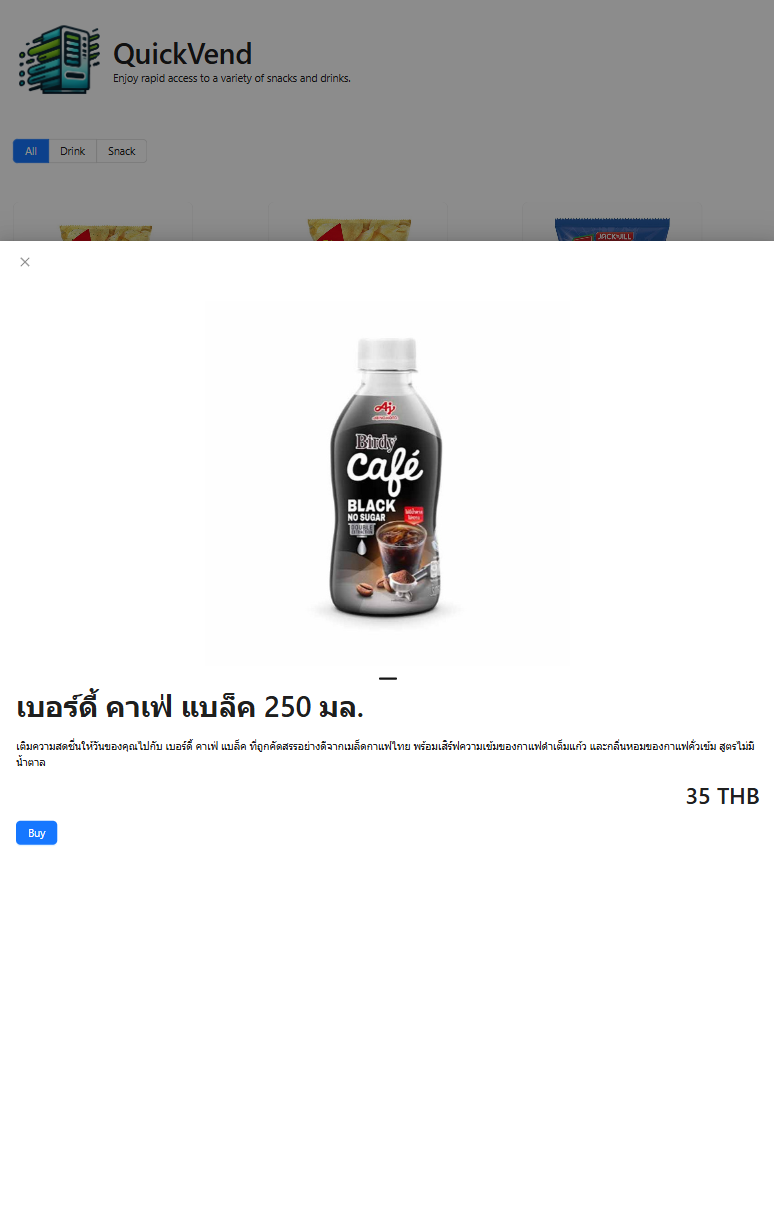 QuickVend
Enjoy rapid access to a variety of snacks and drinks.
All
Drink
Snack
JACK'n JILL
Aj
Birdy
Café
BLACK
NO SUGAR
DOUBLE
EXTRACTION
เบอร์ดี้ คาเฟ่ แบล็ค 250 มล.
เติมความสดชื่นให้วันของคุณไปกับ เบอร์ดี้ คาเฟ่ แบล็ค ที่ถูกคัดสรรอย่างดีจากเมล็ดกาแฟไทย พร้อมเสิร์ฟความเข้มของกาแฟดำเต็มแก้ว และกลิ่นหอมของกาแฟคั่วเข้ม สูตรไม่มี
น้ำตาล
35 THB
Buy